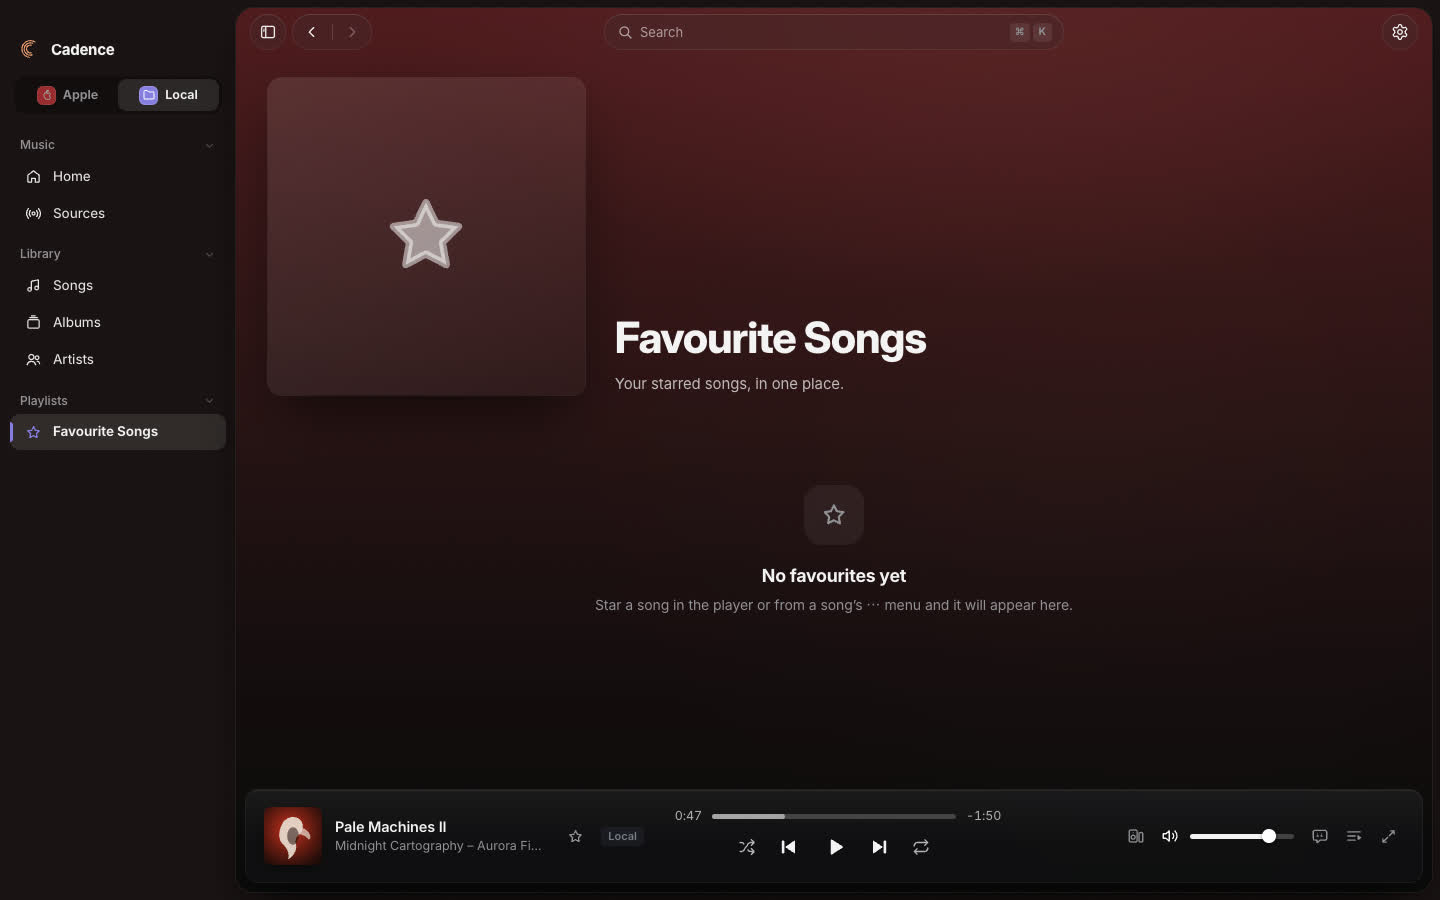 Cadence
Apple
Local
Music
Home
Sources
Library
Songs
Albums
Artists
Playlists
Favourite Songs
Search
⌘ K
Favourite Songs
Your starred songs, in one place.
No favourites yet
Star a song in the player or from a song’s ··· menu and it will appear here.
Pale Machines II
Midnight Cartography – Aurora Fi...
Local
0:47
-1:50